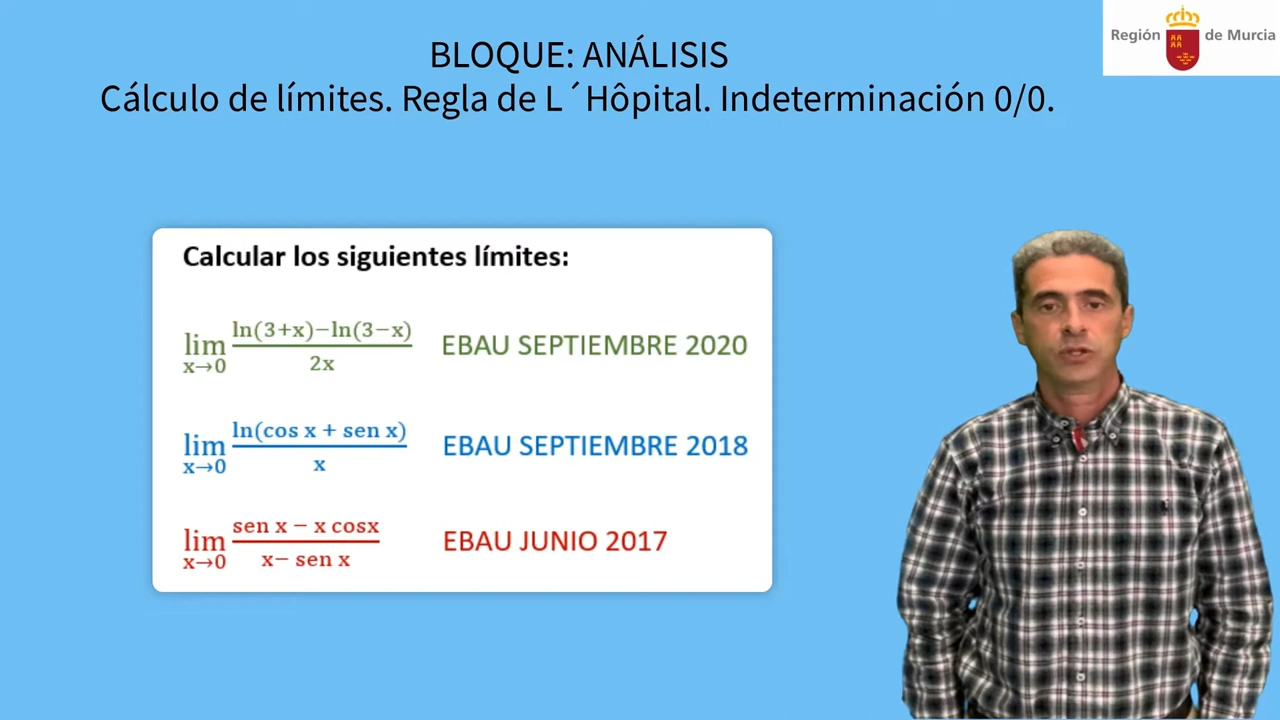 BLOQUE: ANÁLISIS
Cálculo de límites. Regla de L´Hôpital. Indeterminación 0/0.
Región de Murcia
Calcular los siguientes límites:
lim x→0 ln(3+x)−ln(3−x) / 2x EBAU SEPTIEMBRE 2020
lim x→0 ln(cos x + sen x) / x EBAU SEPTIEMBRE 2018
lim x→0 sen x − x cosx / x− sen x EBAU JUNIO 2017